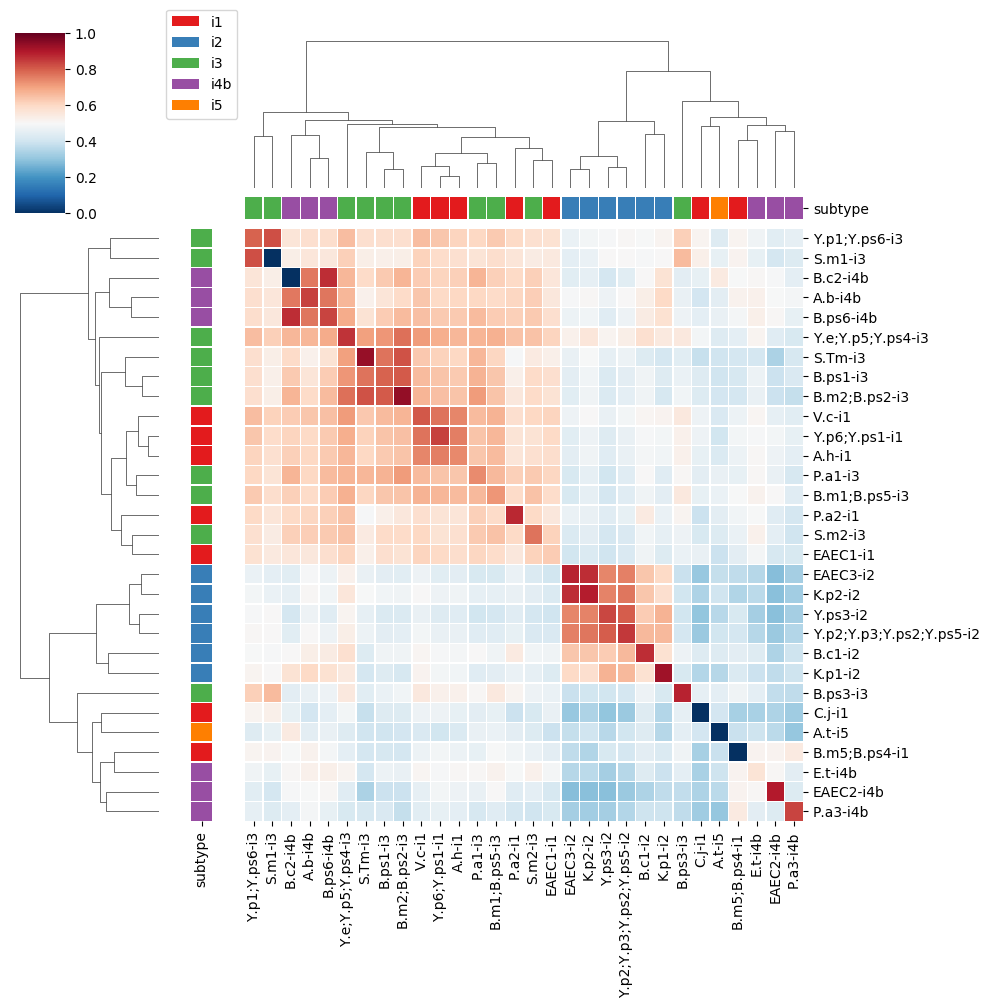 1.0
0.8
0.6
0.4
0.2
0.0
i1
i2
i3
i4b
i5
subtype
Y.p1;Y.ps6-i3
S.m1-i3
B.c2-i4b
A.b-i4b
B.ps6-i4b
Y.e;Y.p5;Y.ps4-i3
S.Tm-i3
B.ps1-i3
B.m2;B.ps2-i3
V.c-i1
Y.p6;Y.ps1-i1
A.h-i1
P.a1-i3
B.m1;B.ps5-i3
P.a2-i1
S.m2-i3
EAEC1-i1
EAEC3-i2
K.p2-i2
Y.ps3-i2
Y.p2;Y.p3;Y.ps2;Y.ps5-i2
B.c1-i2
K.p1-i2
B.ps3-i3
C.j-i1
A.t-i5
B.m5;B.ps4-i1
E.t-i4b
EAEC2-i4b
P.a3-i4b
subtype
Y.p1;Y.ps6-i3
S.m1-i3
B.c2-i4b
A.b-i4b
B.ps6-i4b
Y.e;Y.p5;Y.ps4-i3
S.Tm-i3
B.ps1-i3
B.m2;B.ps2-i3
V.c-i1
Y.p6;Y.ps1-i1
A.h-i1
P.a1-i3
B.m1;B.ps5-i3
P.a2-i1
S.m2-i3
EAEC1-i1
EAEC3-i2
K.p2-i2
Y.ps3-i2
Y.p2;Y.p3;Y.ps2;Y.ps5-i2
B.c1-i2
K.p1-i2
B.ps3-i3
C.j-i1
A.t-i5
B.m5;B.ps4-i1
E.t-i4b
EAEC2-i4b
P.a3-i4b